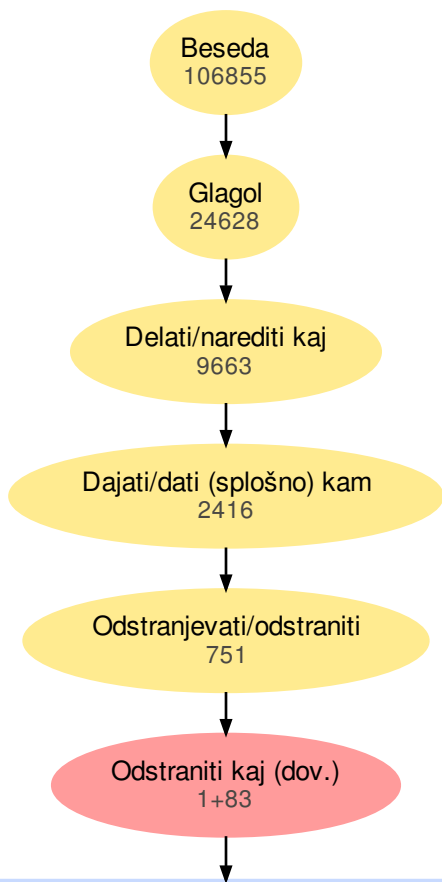 Beseda
106855
Glagol
24628
Delati/narediti kaj
9663
Dajati/dati (splošno) kam
2416
Odstranjevati/odstraniti
751
Odstraniti kaj (dov.)
1+83